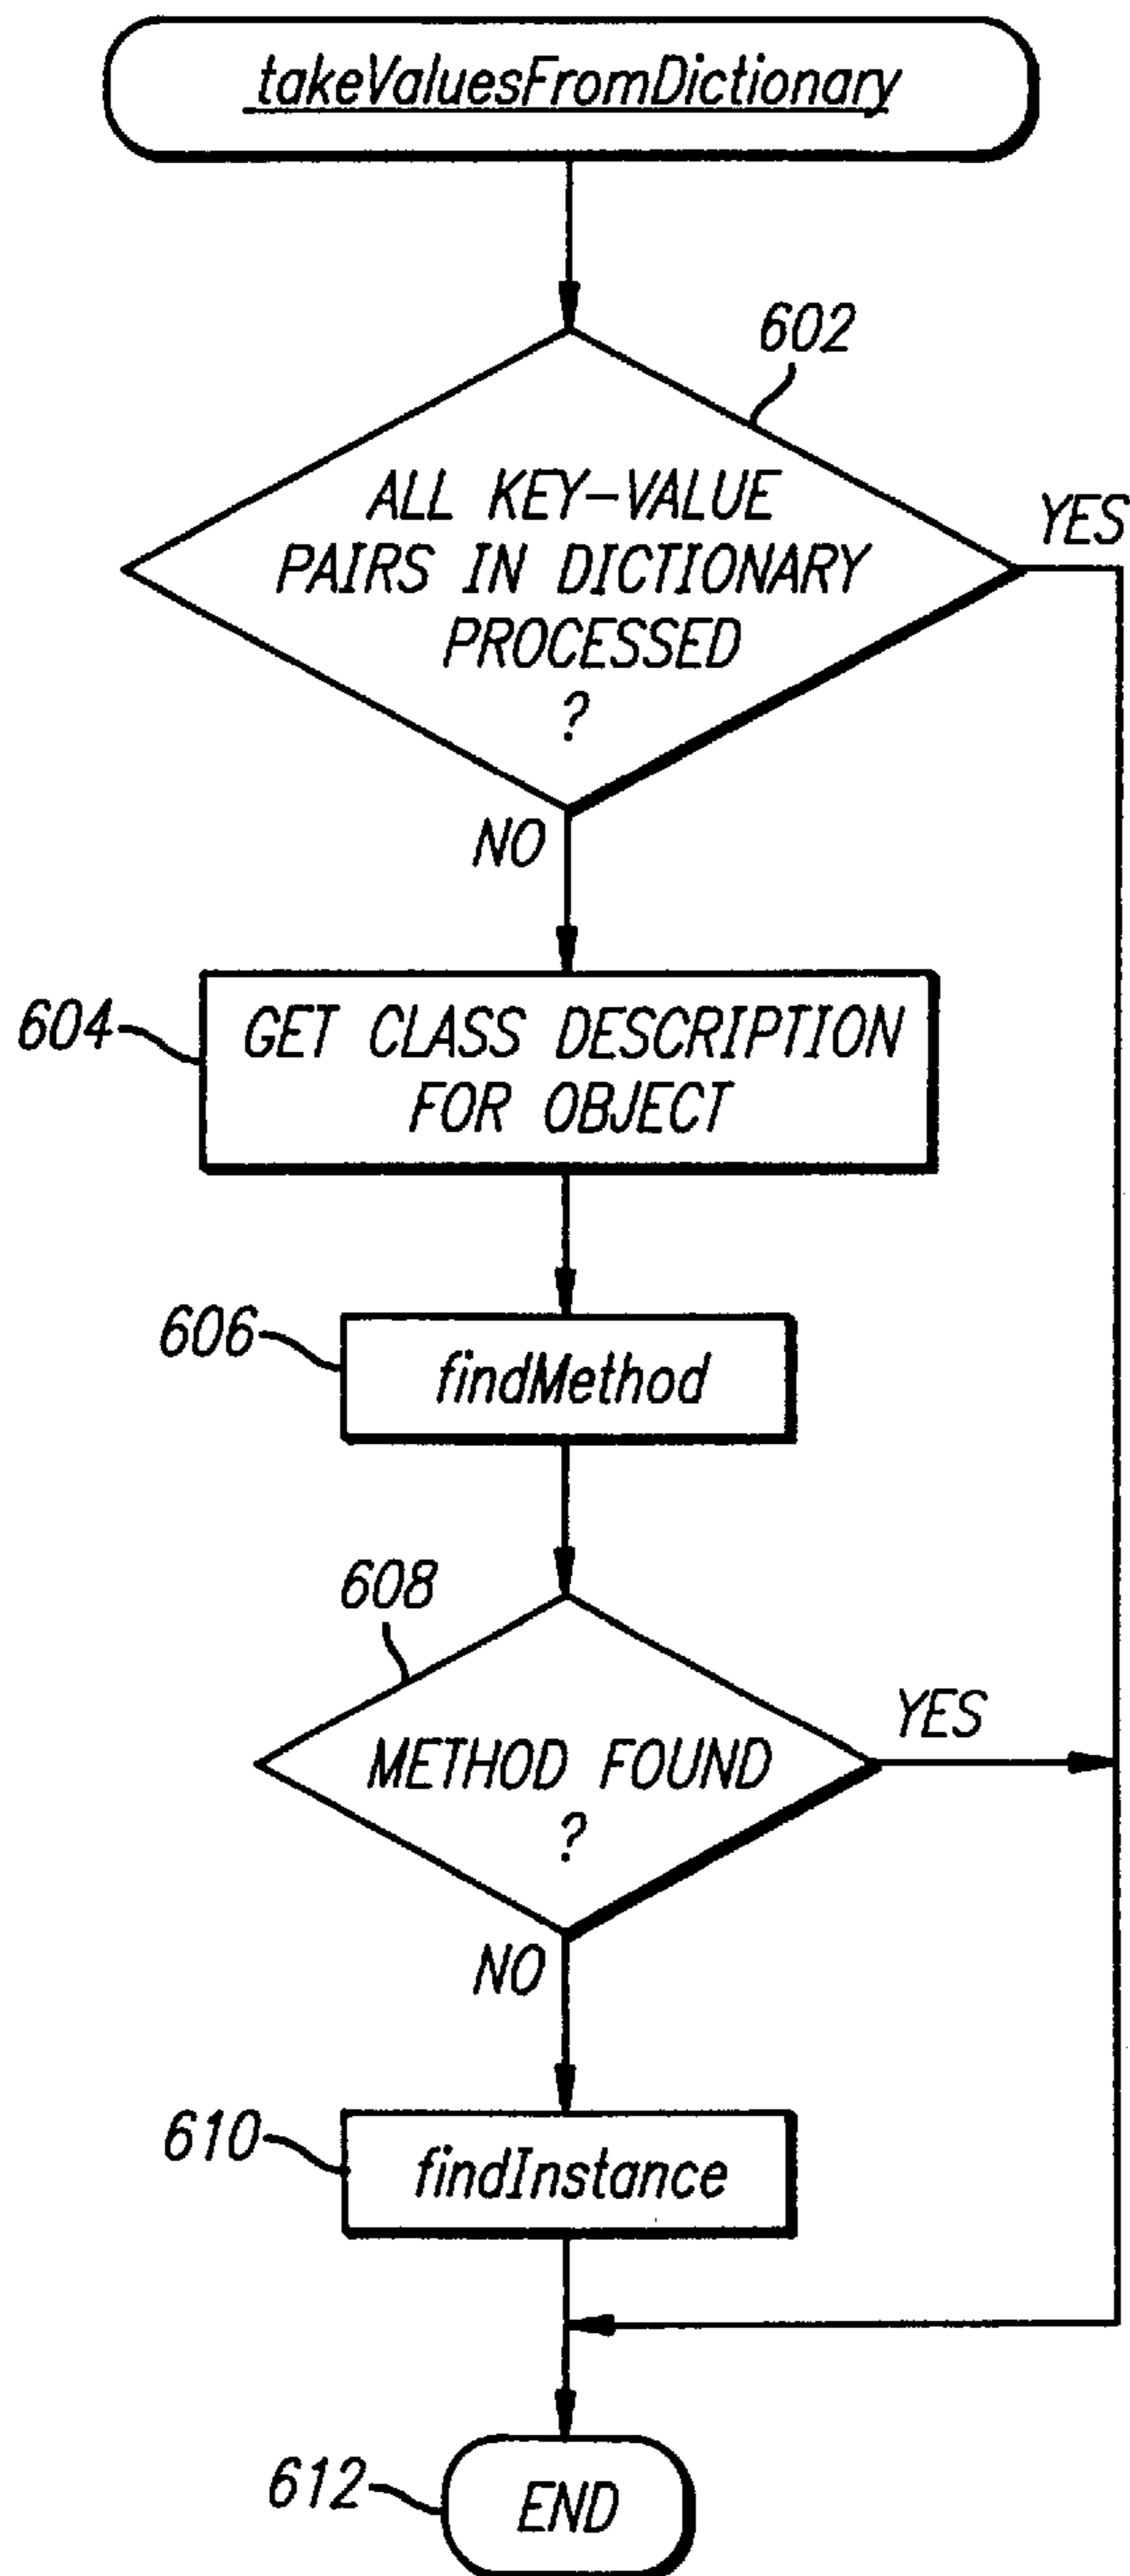 takeValuesFromDictionary
602
ALL KEY-VALUE
PAIRS IN DICTIONARY
PROCESSED
?
YES
NO
604
GET CLASS DESCRIPTION
FOR OBJECT
606
findMethod
608
METHOD FOUND
?
YES
NO
610
findInstance
612
END